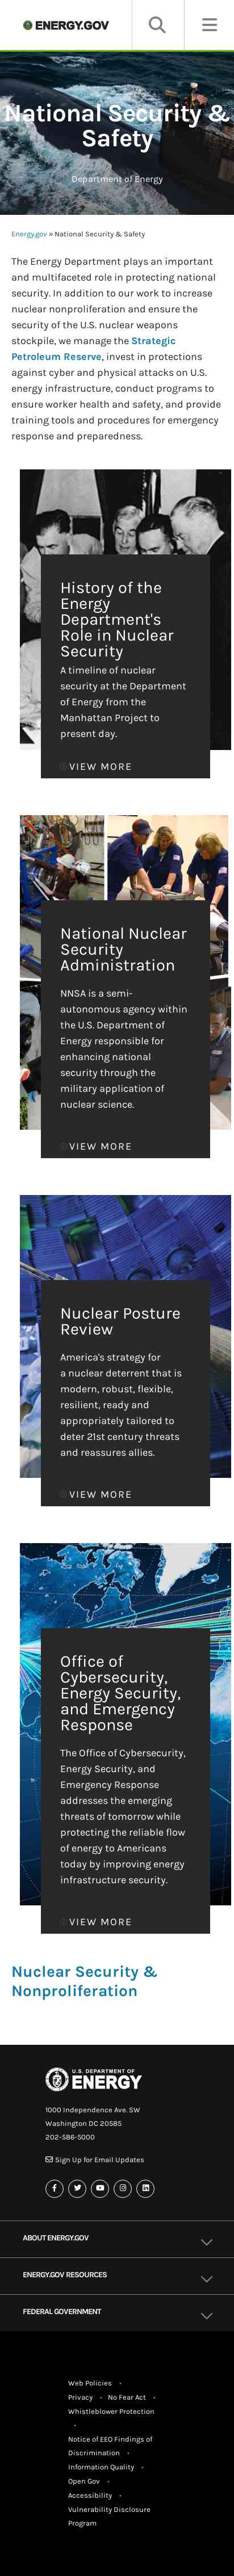 ENERGY.GOV
National Security &
Safety
Department of Energy
Energy.gov » National Security & Safety
The Energy Department plays an important
and multifaceted role in protecting national
security. In addition to our work to increase
nuclear nonproliferation and ensure the
security of the U.S. nuclear weapons
stockpile, we manage the Strategic
Petroleum Reserve, invest in protections
against cyber and physical attacks on U.S.
energy infrastructure, conduct programs to
ensure worker health and safety, and provide
training tools and procedures for emergency
response and preparedness.
History of the
Energy
Department's
Role in Nuclear
Security
A timeline of nuclear
security at the Department
of Energy from the
Manhattan Project to
present day.
VIEW MORE
National Nuclear
Security
Administration
NNSA is a semi-
autonomous agency within
the U.S. Department of
Energy responsible for
enhancing national
security through the
military application of
nuclear science.
VIEW MORE
Nuclear Posture
Review
America's strategy for
a nuclear deterrent that is
modern, robust, flexible,
resilient, ready and
appropriately tailored to
deter 21st century threats
and reassures allies.
VIEW MORE
Office of
Cybersecurity,
Energy Security,
and Emergency
Response
The Office of Cybersecurity,
Energy Security, and
Emergency Response
addresses the emerging
threats of tomorrow while
protecting the reliable flow
of energy to Americans
today by improving energy
infrastructure security.
VIEW MORE
Nuclear Security &
Nonproliferation
U.S. DEPARTMENT OF
ENERGY
1000 Independence Ave. SW
Washington DC 20585
202-586-5000
Sign Up for Email Updates
ABOUT ENERGY.GOV
ENERGY.GOV RESOURCES
FEDERAL GOVERNMENT
Web Policies •
Privacy • No Fear Act •
Whistleblower Protection
•
Notice of EEO Findings of
Discrimination •
Information Quality •
Open Gov •
Accessibility •
Vulnerability Disclosure
Program